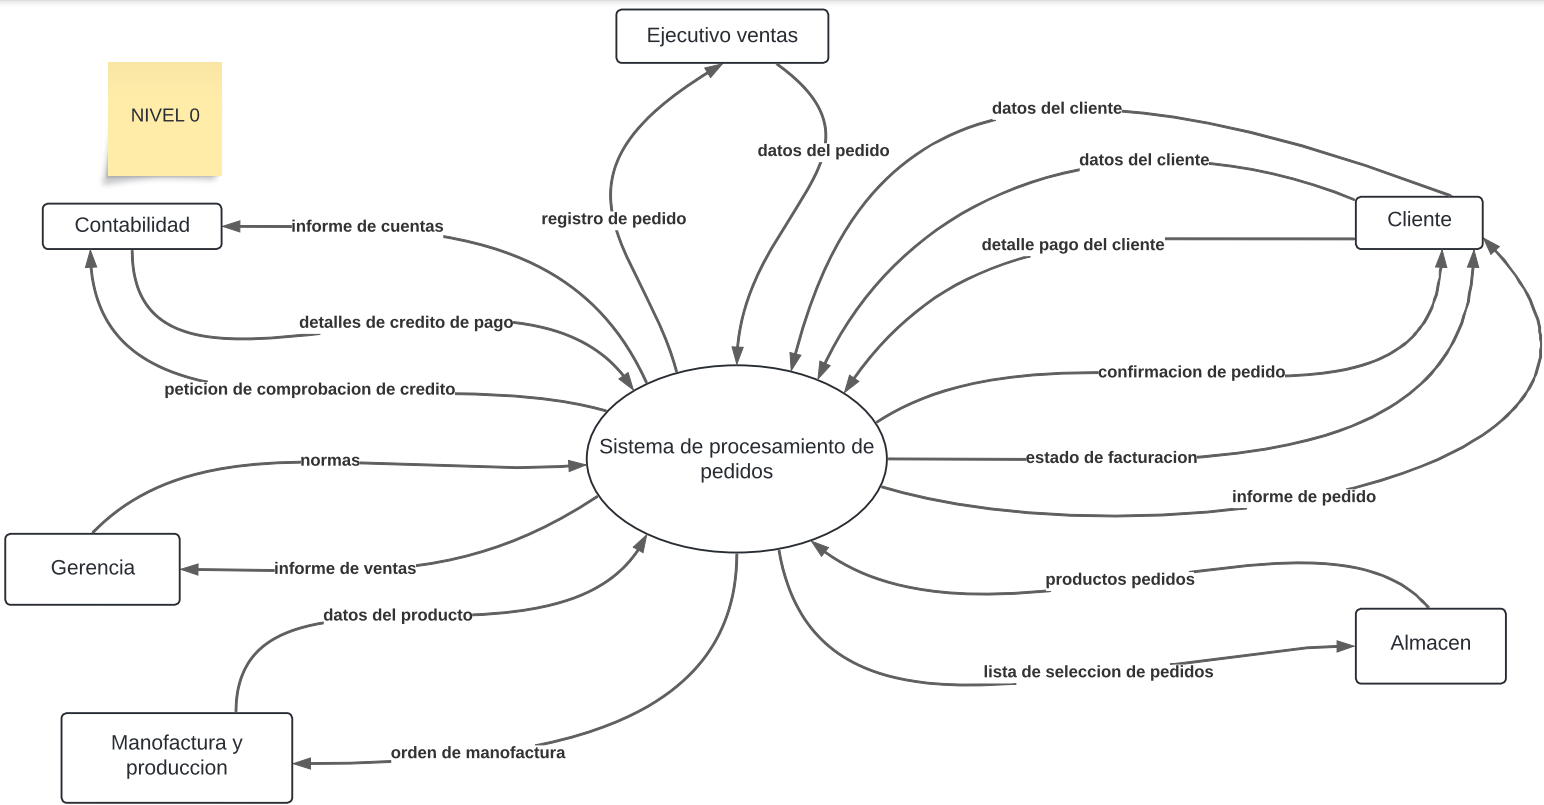 Ejecutivo ventas
NIVEL 0
datos del cliente
datos del pedido
datos del cliente
registro de pedido
Cliente
Contabilidad
informe de cuentas
detalle pago del cliente
detalles de credito de pago
confirmacion de pedido
peticion de comprobacion de credito
Sistema de procesamiento de
pedidos
normas
estado de facturacion
informe de pedido
Gerencia
informe de ventas
productos pedidos
datos del producto
Almacen
lista de seleccion de pedidos
Manofactura y
produccion
orden de manofactura